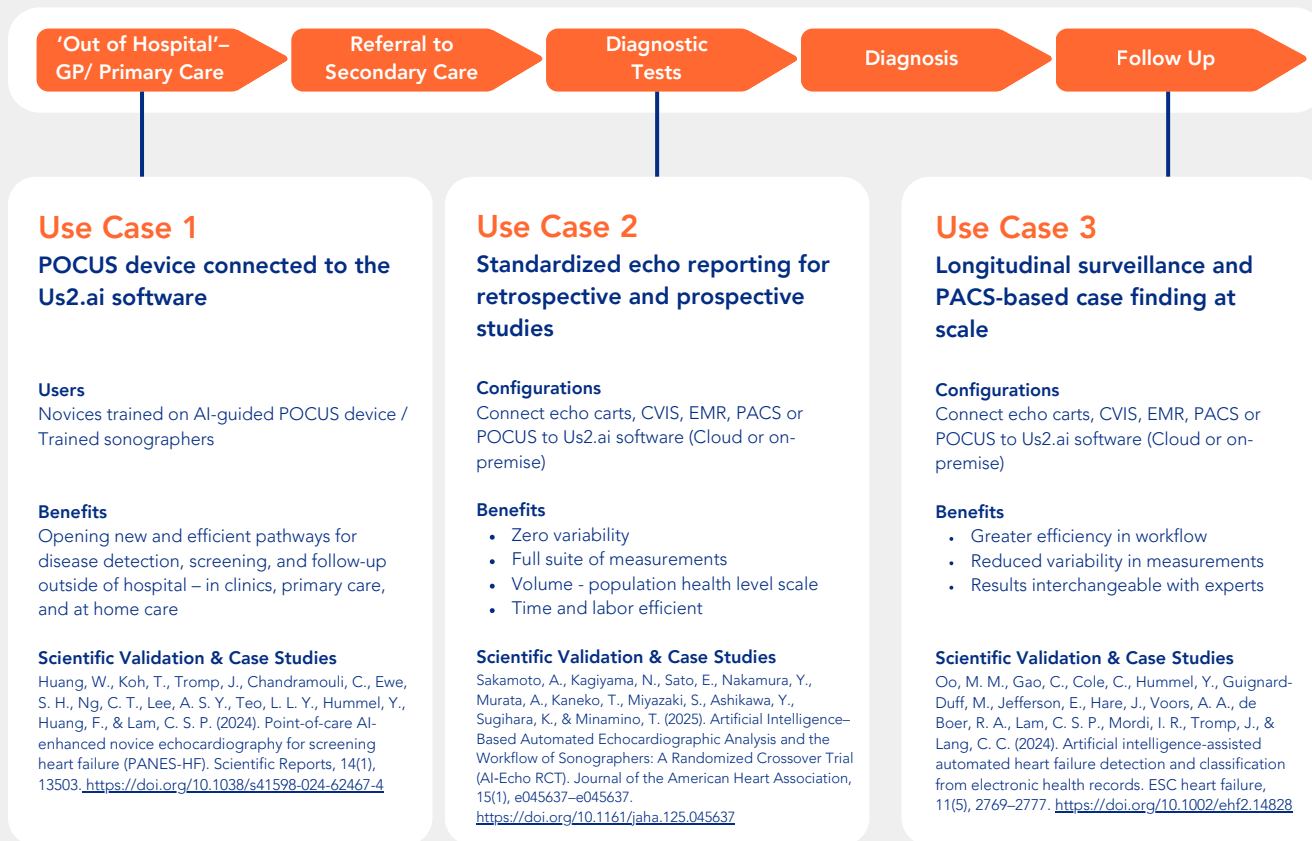 'Out of Hospital'–
GP/ Primary Care
Referral to
Secondary Care
Diagnostic
Tests
Diagnosis
Follow Up
Use Case 1
POCUS device connected to the
Us2.ai software
Users
Novices trained on AI-guided POCUS device /
Trained sonographers
Benefits
Opening new and efficient pathways for
disease detection, screening, and follow-up
outside of hospital – in clinics, primary care,
and at home care
Scientific Validation & Case Studies
Huang, W., Koh, T., Tromp, J., Chandramouli, C., Ewe,
S. H., Ng, C. T., Lee, A. S. Y., Teo, L. L. Y., Hummel, Y.,
Huang, F., & Lam, C. S. P. (2024). Point-of-care AI-
enhanced novice echocardiography for screening
heart failure (PANES-HF). Scientific Reports, 14(1),
13503. https://doi.org/10.1038/s41598-024-62467-4
Use Case 2
Standardized echo reporting for
retrospective and prospective
studies
Configurations
Connect echo carts, CVIS, EMR, PACS or
POCUS to Us2.ai software (Cloud or on-
premise)
Benefits
• Zero variability
• Full suite of measurements
• Volume - population health level scale
• Time and labor efficient
Scientific Validation & Case Studies
Sakamoto, A., Kagiyama, N., Sato, E., Nakamura, Y.,
Murata, A., Kaneko, T., Miyazaki, S., Ashikawa, Y.,
Sugihara, K., & Minamino, T. (2025). Artificial Intelligence–
Based Automated Echocardiographic Analysis and the
Workflow of Sonographers: A Randomized Crossover Trial
(AI-Echo RCT). Journal of the American Heart Association,
15(1), e045637–e045637.
https://doi.org/10.1161/jaha.125.045637
Use Case 3
Longitudinal surveillance and
PACS-based case finding at
scale
Configurations
Connect echo carts, CVIS, EMR, PACS or
POCUS to Us2.ai software (Cloud or on-
premise)
Benefits
• Greater efficiency in workflow
• Reduced variability in measurements
• Results interchangeable with experts
Scientific Validation & Case Studies
Oo, M. M., Gao, C., Cole, C., Hummel, Y., Guignard-
Duff, M., Jefferson, E., Hare, J., Voors, A. A., de
Boer, R. A., Lam, C. S. P., Mordi, I. R., Tromp, J., &
Lang, C. C. (2024). Artificial intelligence-assisted
automated heart failure detection and classification
from electronic health records. ESC heart failure,
11(5), 2769–2777. https://doi.org/10.1002/ehf2.14828